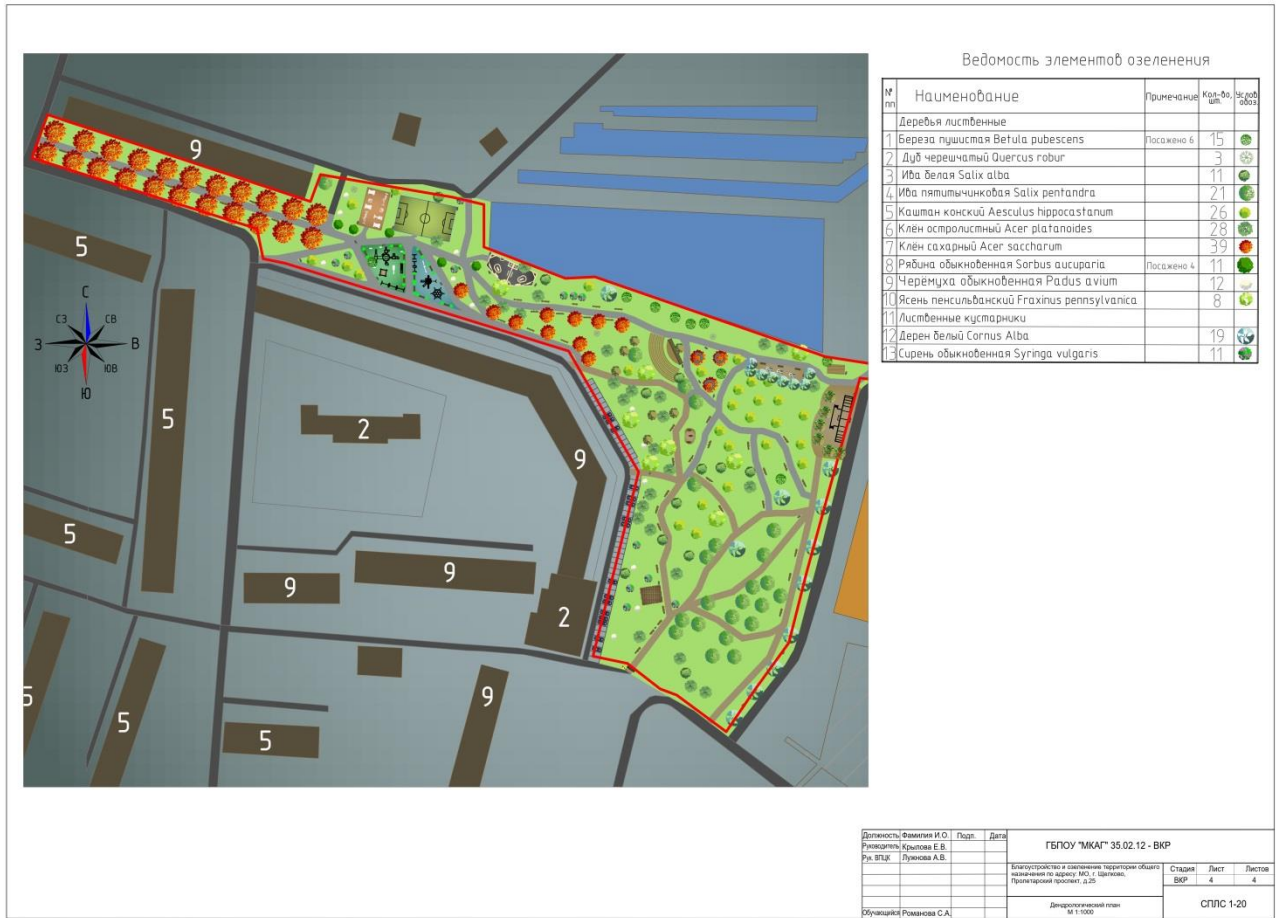 Ведомость элементов озеленения
№ пп Наименование Примечание Кол-во, шт. Услов. обоз.
Деревья лиственные
1 Береза пушистая Betula pubescens Посажено 6 15
2 Дуб черешчатый Quercus robur 3
3 Ива белая Salix alba 11
4 Ива пятитычинковая Salix pentandra 21
5 Каштан конский Aesculus hippocastanum 26
6 Клён остролистный Acer platanoides 28
7 Клен сахарный Acer saccharum 39
8 Рябина обыкновенная Sorbus aucuparia Посажено 4 11
9 Черёмуха обыкновенная Padus avium 12
10 Ясень пенсильванский Fraxinus pennsylvanica 8
11 Лиственные кустарники
12 Дерен белый Cornus Alba 19
13 Сирень обыкновенная Syringa vulgaris 11
9
5
С
СЗ СВ
З В
ЮЗ ЮВ
Ю
5
2
9
5
9
9
2
5
5
9
5
Должность Фамилия И.О. Подп. Дата
Руководитель Крылова Е.В.
Рук. ВПЦК Лужнова А.В.
Обучающийся Романова С.А.
ГБПОУ "МКАГ" 35.02.12 - ВКР
Благоустройство и озеленение территории общего
назначения по адресу: МО, г. Щелково,
Пролетарский проспект, д.25
Стадия Лист Листов
ВКР 4 4
Дендрологический план
М 1:1000
СПЛС 1-20